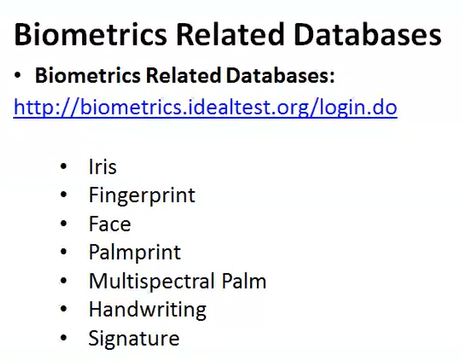 Biometrics Related Databases
• Biometrics Related Databases:
http://biometrics.idealtest.org/login.do
• Iris
• Fingerprint
• Face
• Palmprint
• Multispectral Palm
• Handwriting
• Signature